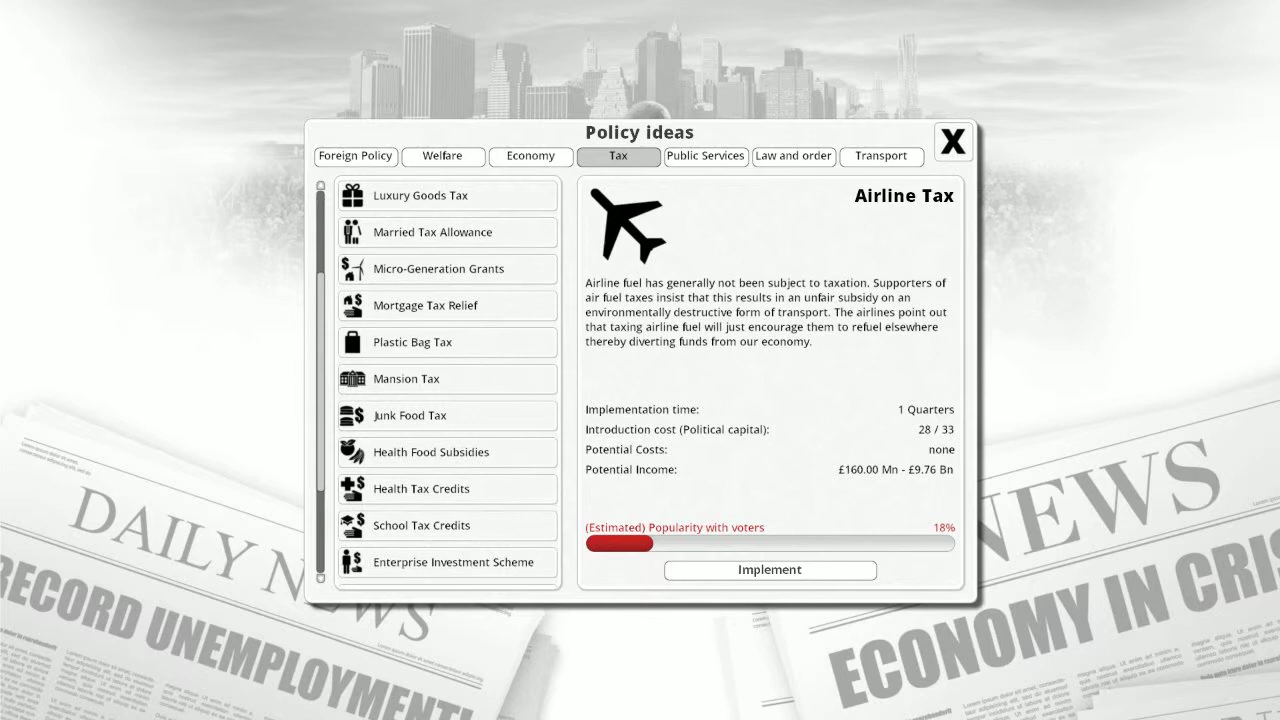 Policy ideas
X
Foreign Policy
Welfare
Economy
Tax
Public Services
Law and order
Transport
Luxury Goods Tax
Married Tax Allowance
Micro-Generation Grants
Mortgage Tax Relief
Plastic Bag Tax
Mansion Tax
Junk Food Tax
Health Food Subsidies
Health Tax Credits
School Tax Credits
Enterprise Investment Scheme
Airline Tax
Airline fuel has generally not been subject to taxation. Supporters of
air fuel taxes insist that this results in an unfair subsidy on an
environmentally destructive form of transport. The airlines point out
that taxing airline fuel will just encourage them to refuel elsewhere
thereby diverting funds from our economy.
Implementation time: 1 Quarters
Introduction cost (Political capital): 28 / 33
Potential Costs: none
Potential Income: £160.00 Mn - £9.76 Bn
(Estimated) Popularity with voters 18%
Implement
DAILY NEWS
RECORD UNEMPLOYMENT!
NEWS
ECONOMY IN CRIS